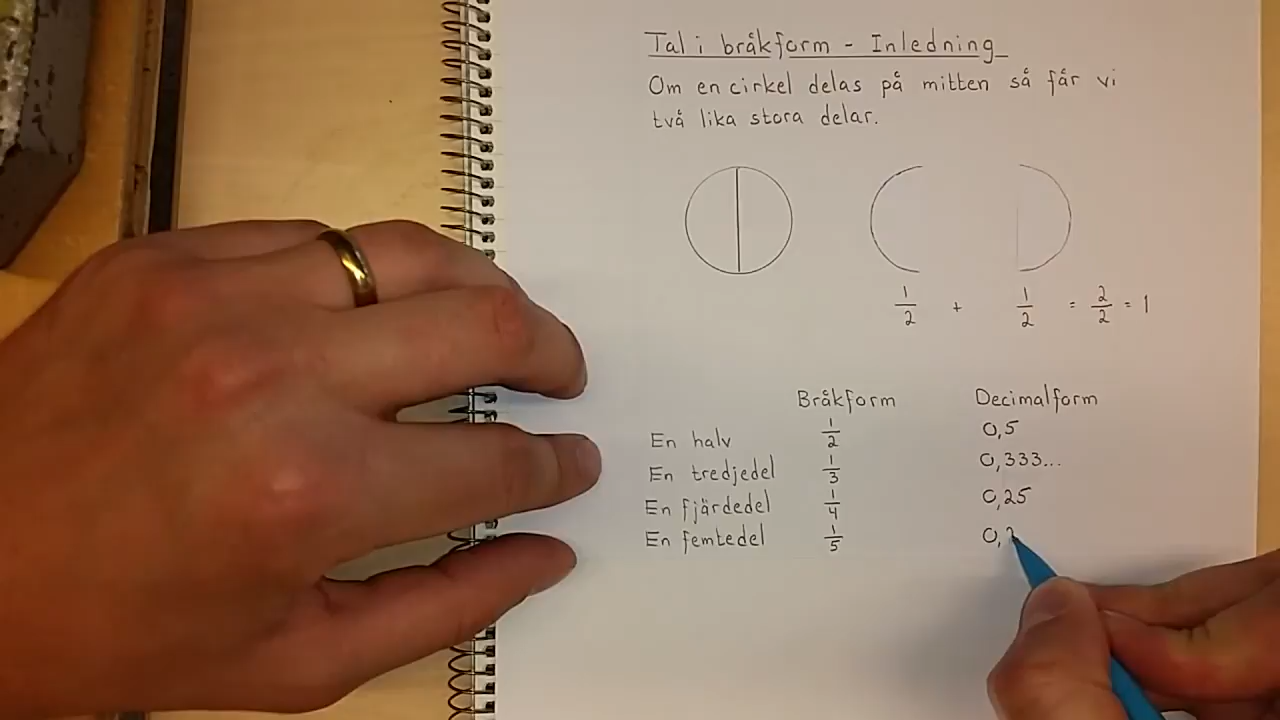 Tal i bråkform - Inledning
Om en cirkel delas på mitten så får vi
två lika stora delar.
1/2 + 1/2 = 2/2 = 1
Bråkform Decimalform
En halv 1/2 0,5
En tredjedel 1/3 0,333...
En fjärdedel 1/4 0,25
En femtedel 1/5 0,2